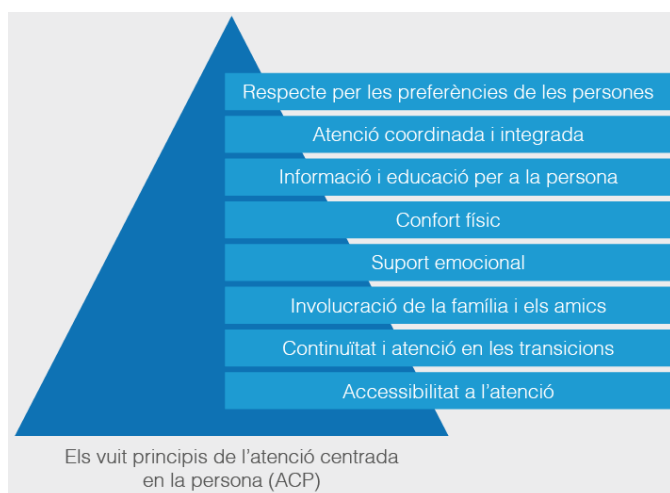 Respecte per les preferències de les persones
Atenció coordinada i integrada
Informació i educació per a la persona
Confort físic
Suport emocional
Involucració de la família i els amics
Continuïtat i atenció en les transicions
Accessibilitat a l’atenció
Els vuit principis de l’atenció centrada
en la persona (ACP)